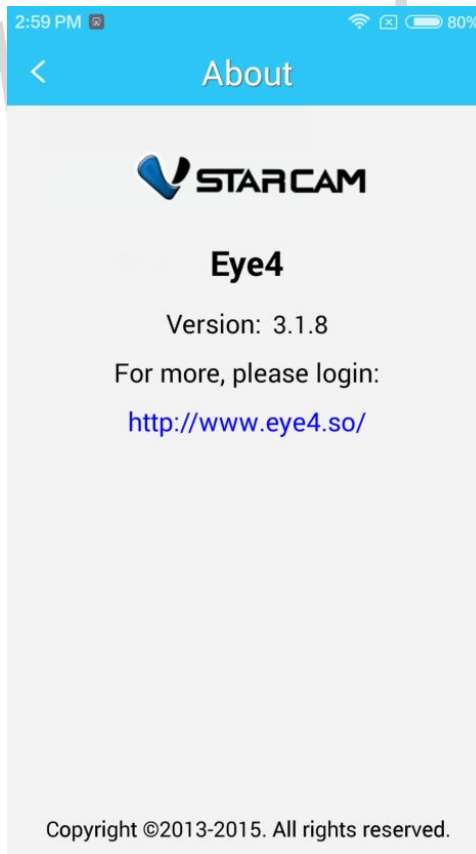 2:59 PM 80%
About
STARCAM
Eye4
Version: 3.1.8
For more, please login:
http://www.eye4.so/
Copyright ©2013-2015. All rights reserved.